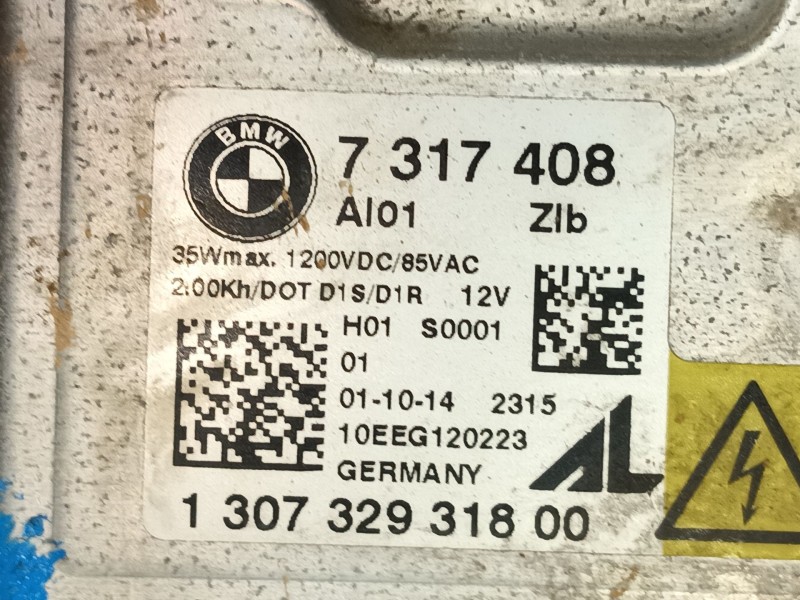 BMW
7 317 408
AI01 ZIb
35Wmax. 1200VDC/85VAC
2.00Kh/DOT D1S/D1R 12V
H01 S0001
01
01-10-14 2315
10EEG120223
GERMANY
AL
1 307 329 318 00